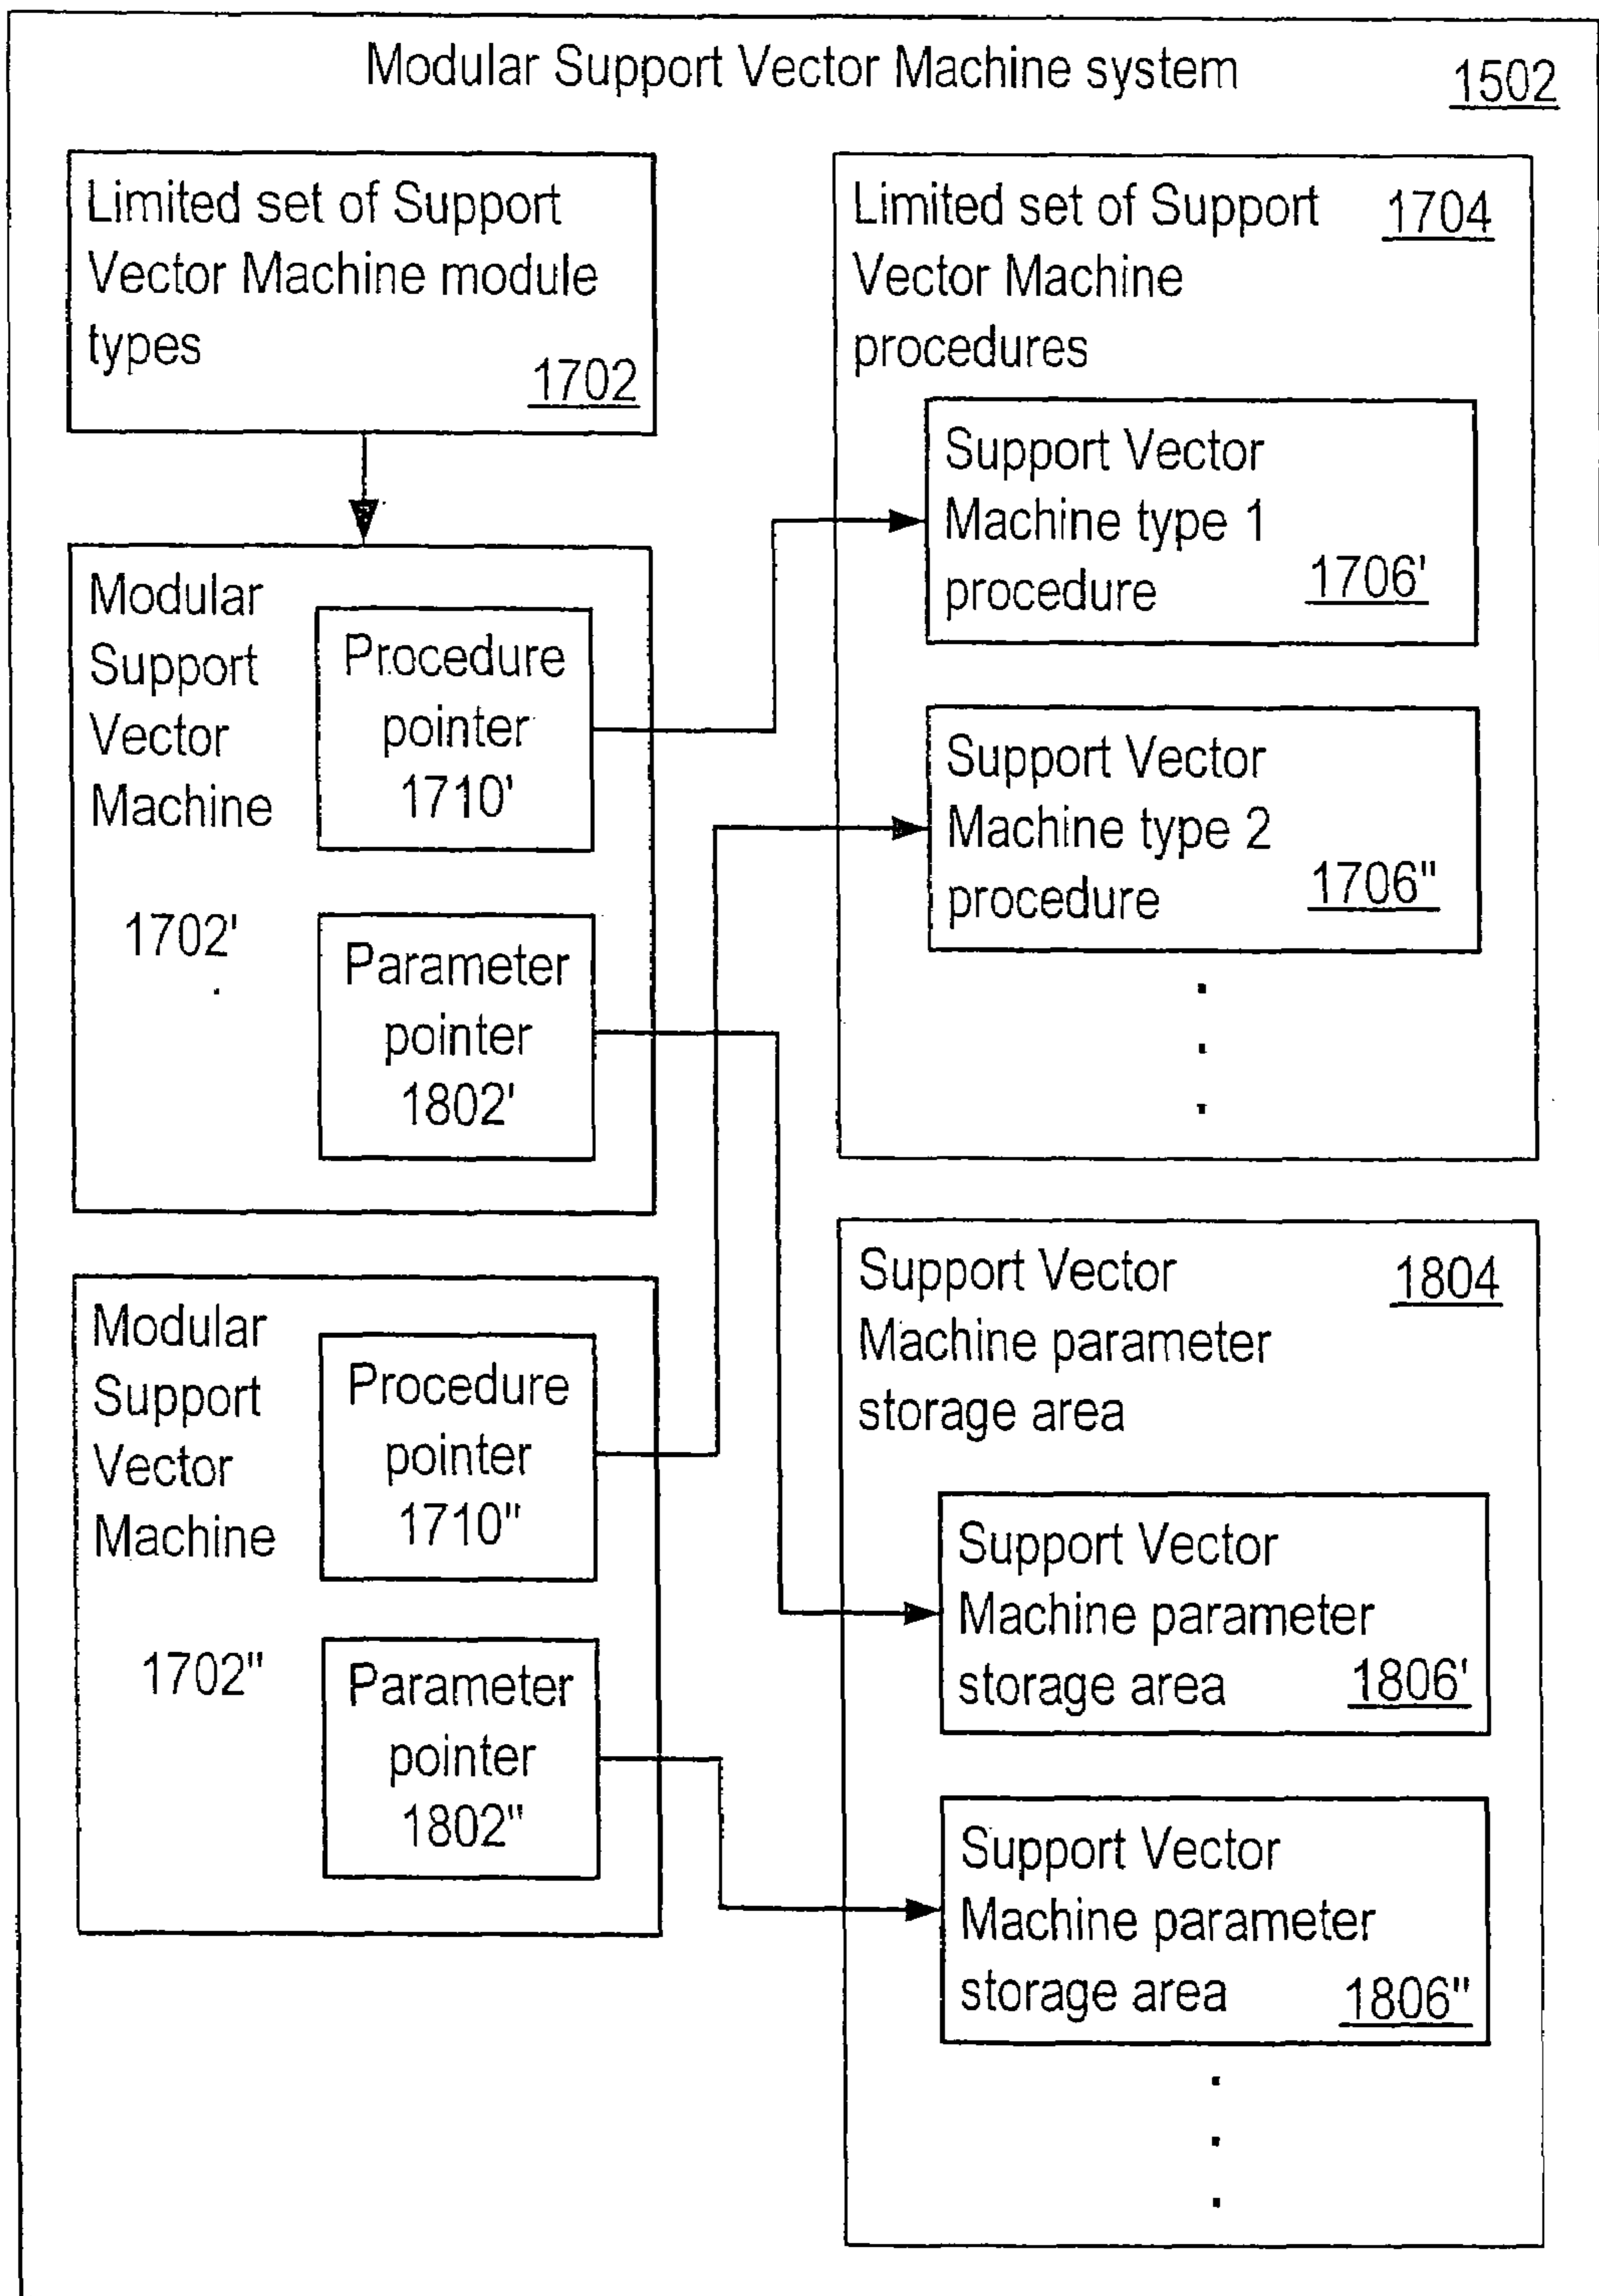 Modular Support Vector Machine system 1502
Limited set of Support
Vector Machine module
types
1702
Limited set of Support 1704
Vector Machine
procedures
Support Vector
Machine type 1
procedure 1706'
Support Vector
Machine type 2
procedure 1706"
Modular
Support
Vector
Machine
1702'
Procedure
pointer
1710'
Parameter
pointer
1802'
Modular
Support
Vector
Machine
1702"
Procedure
pointer
1710"
Parameter
pointer
1802"
Support Vector 1804
Machine parameter
storage area
Support Vector
Machine parameter
storage area 1806'
Support Vector
Machine parameter
storage area 1806"